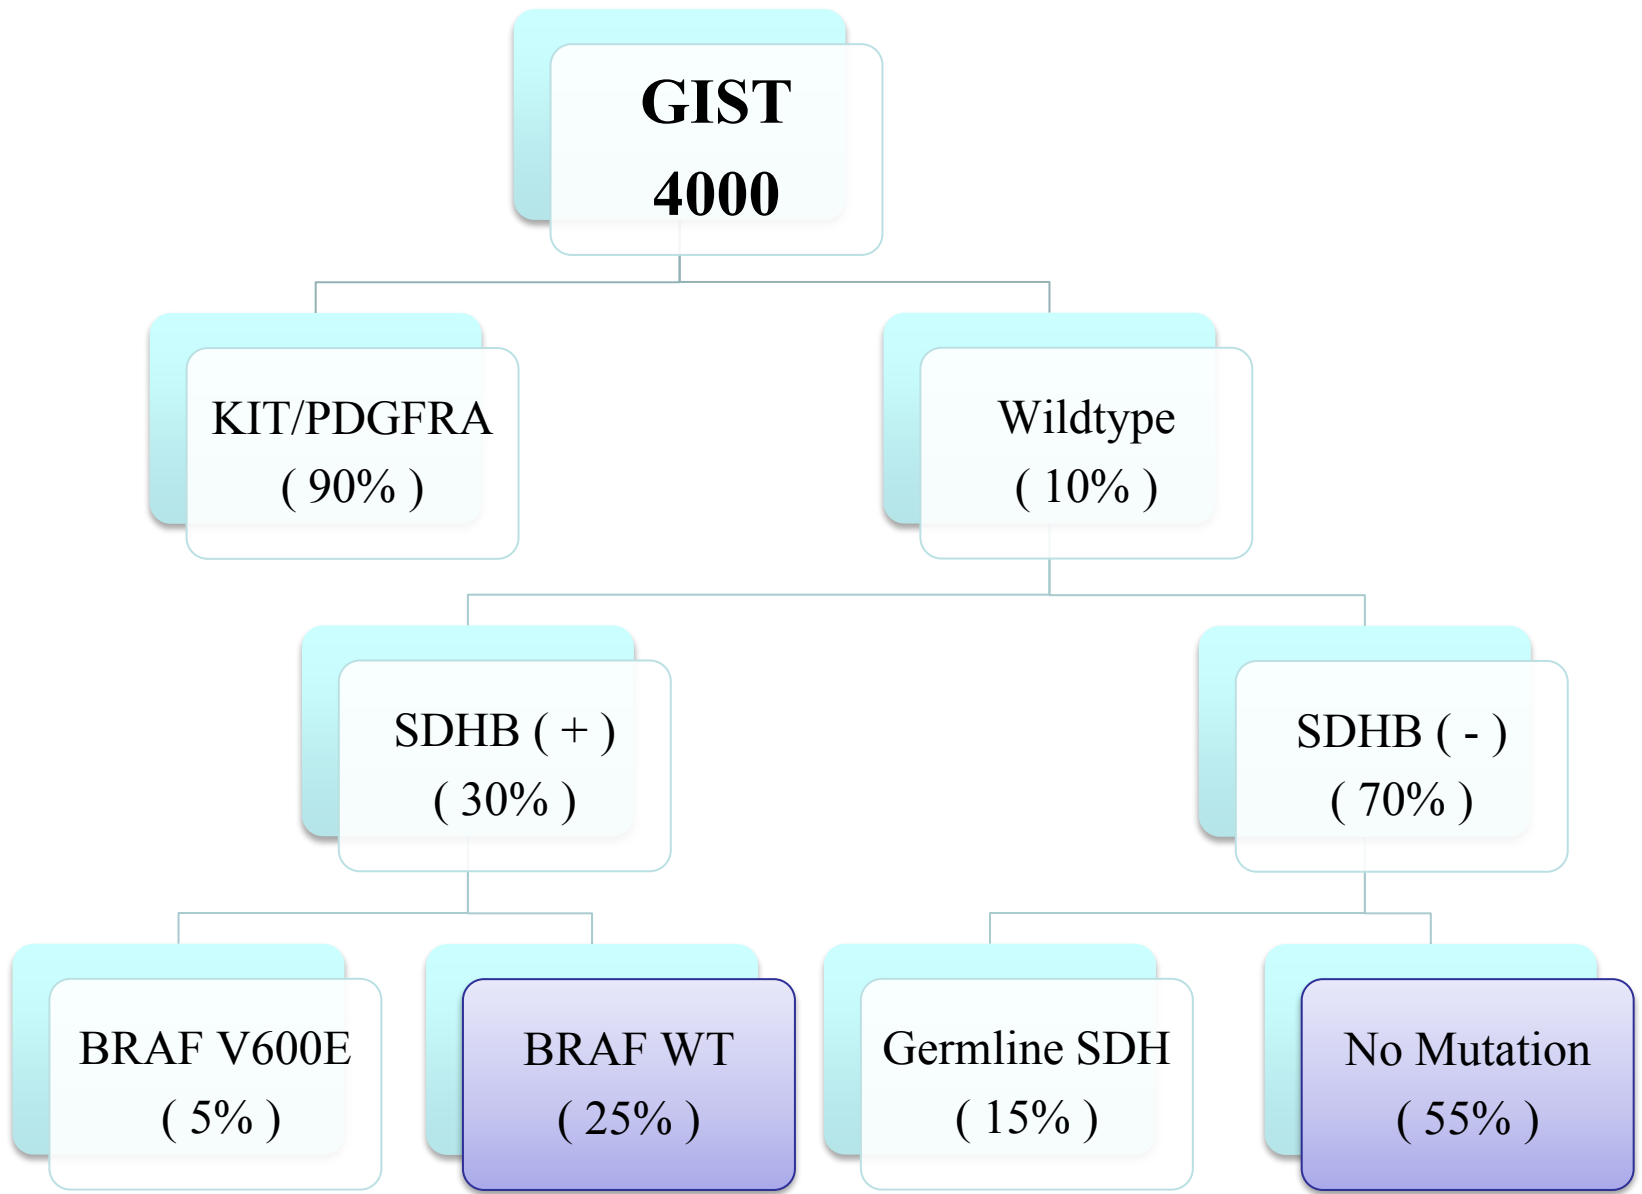 GIST
4000
KIT/PDGFRA
( 90% )
Wildtype
( 10% )
SDHB ( + )
( 30% )
SDHB ( - )
( 70% )
BRAF V600E
( 5% )
BRAF WT
( 25% )
Germline SDH
( 15% )
No Mutation
( 55% )